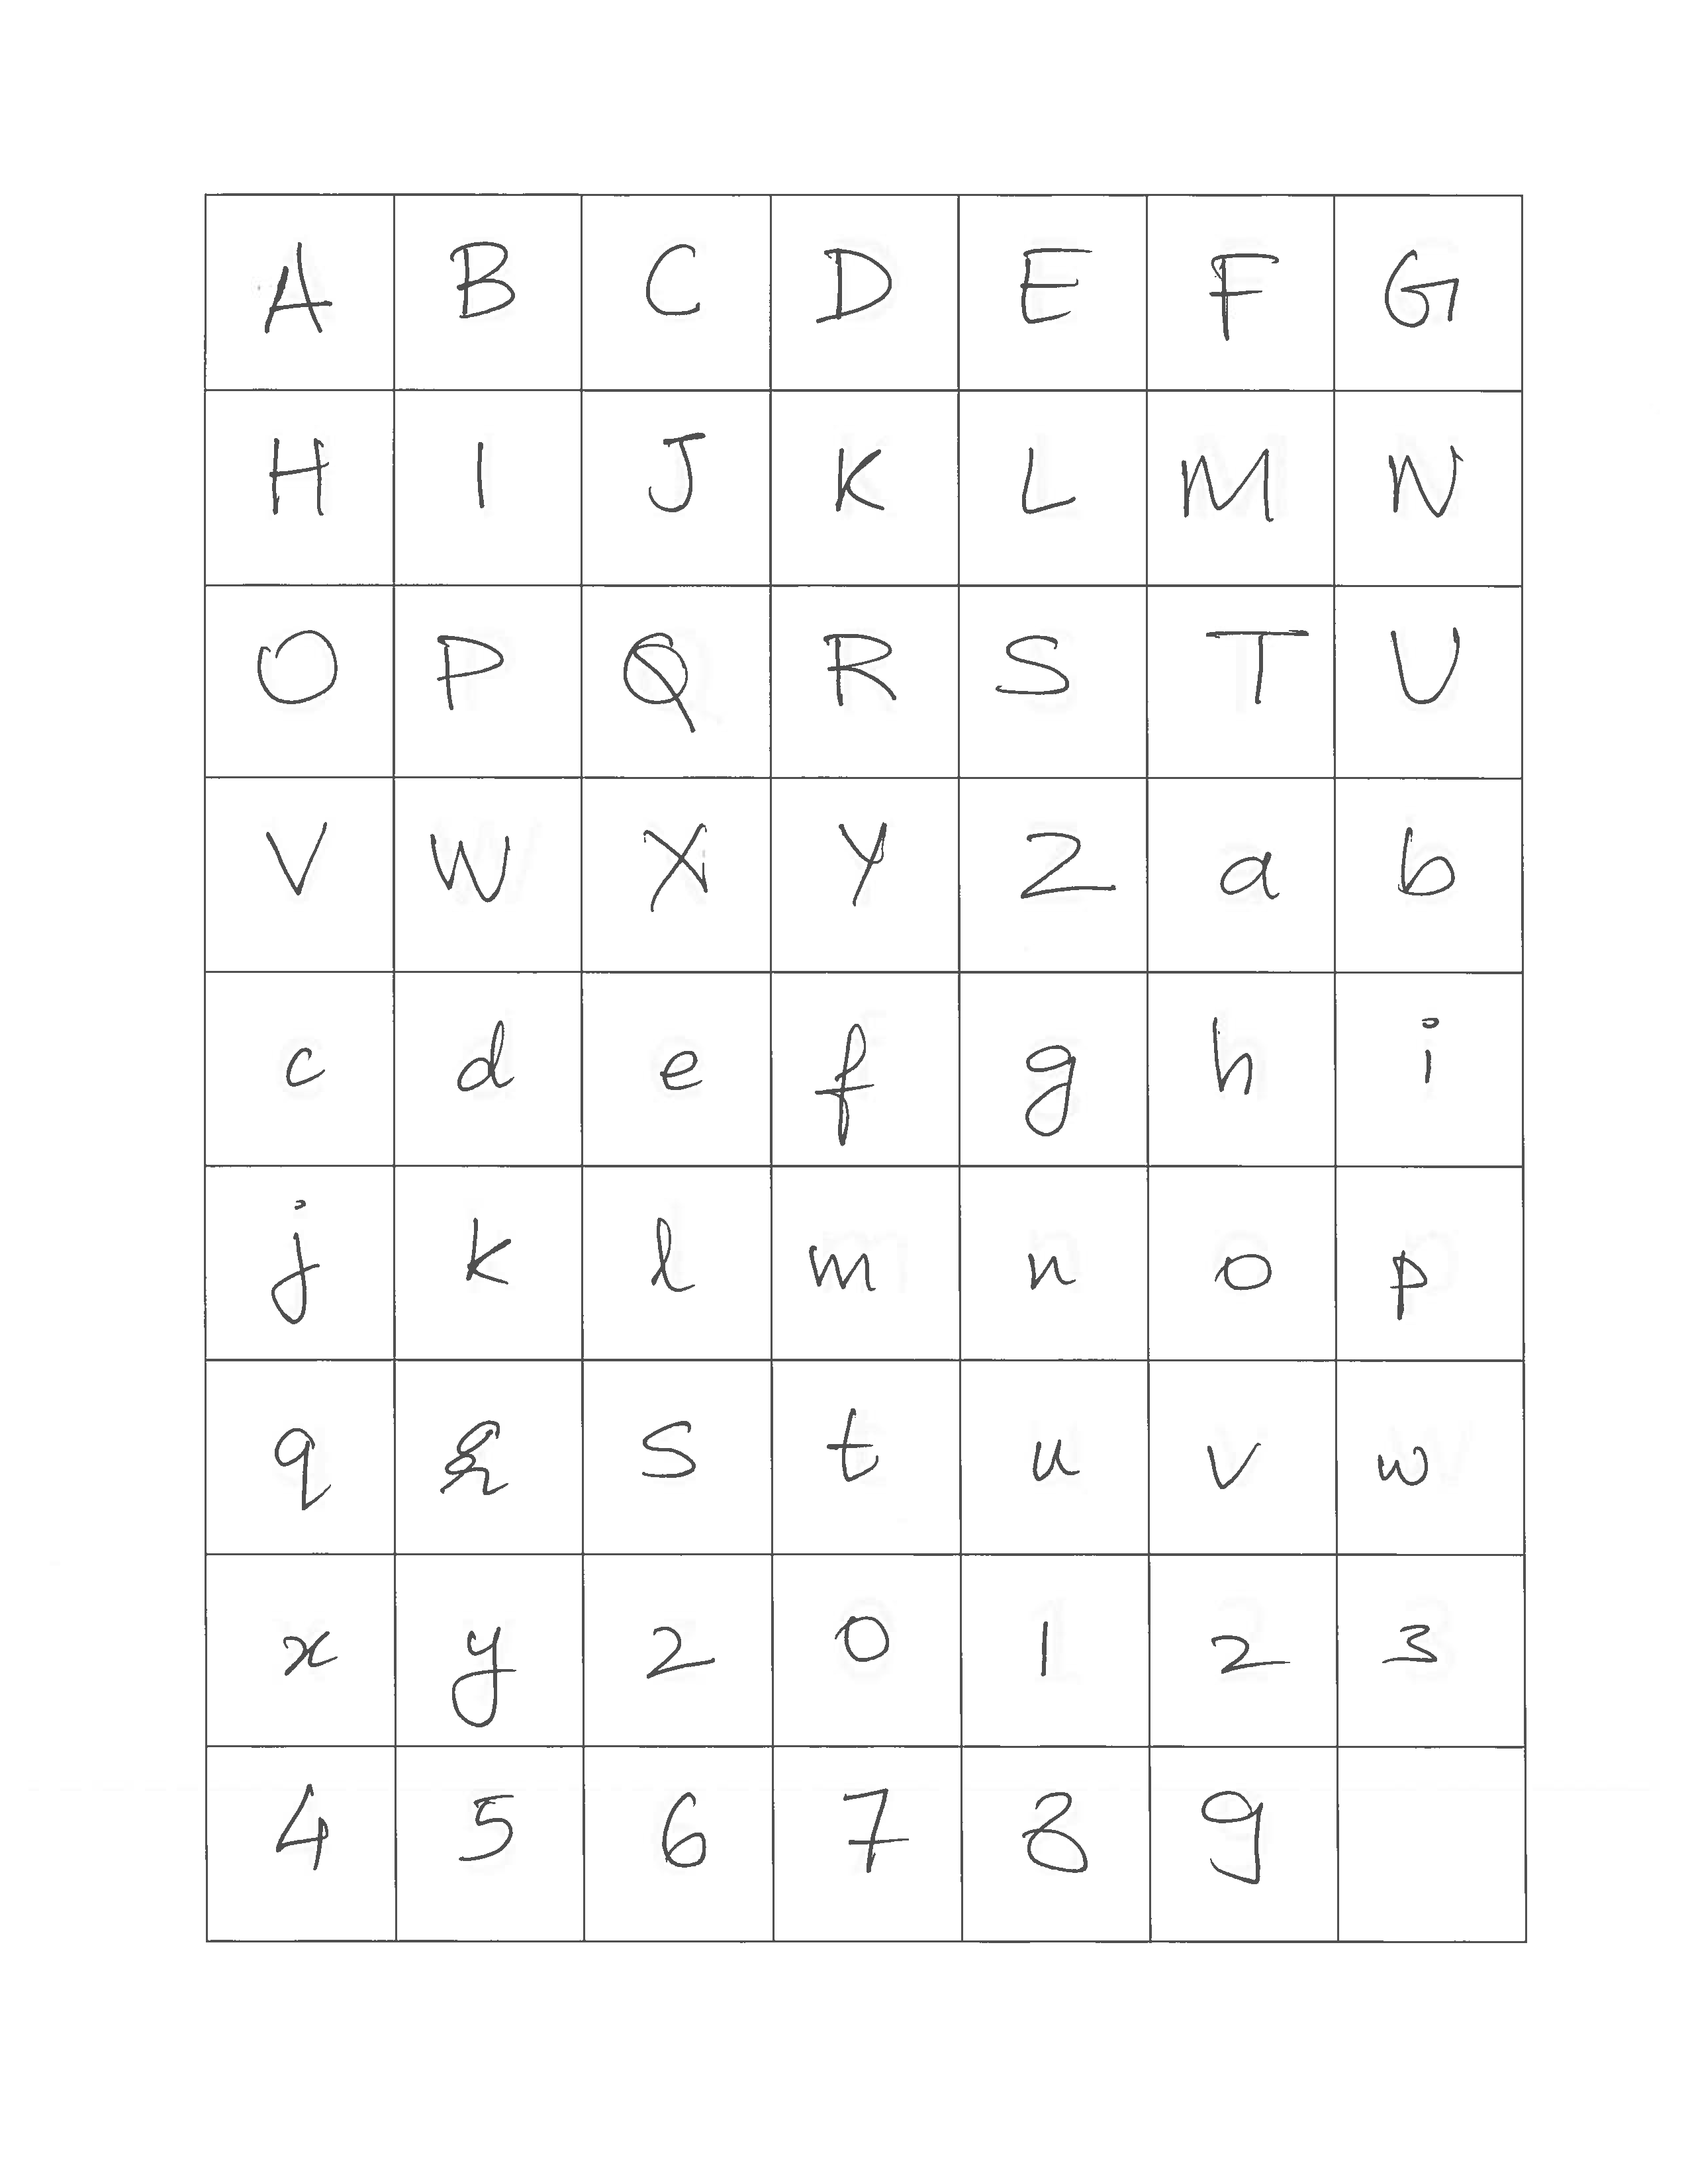 A B C D E F G
H I J K L M N
O P Q R S T U
V W X Y Z a b
c d e f g h i
j k l m n o p
q r s t u v w
x y z 0 1 2 3
4 5 6 7 8 9